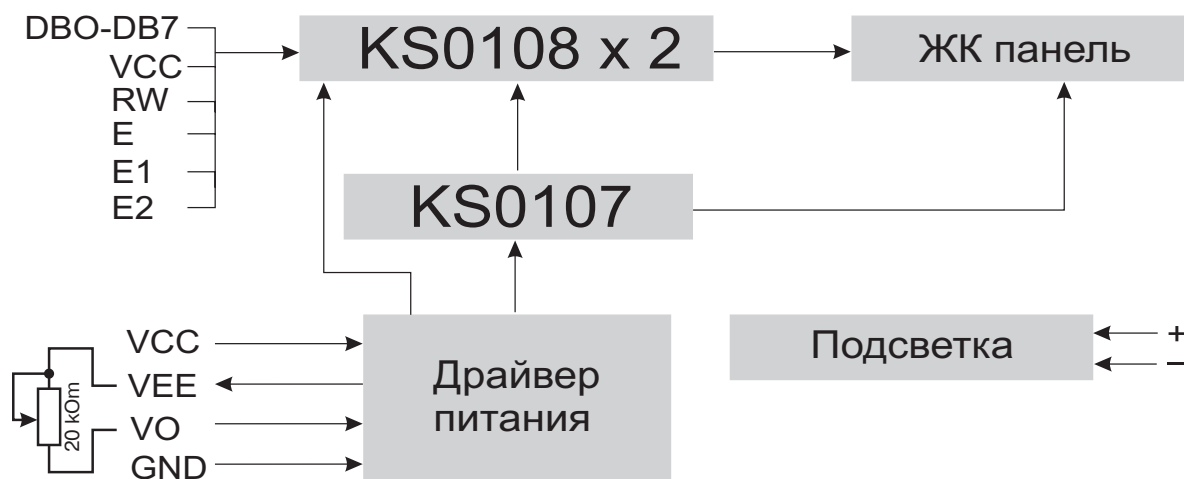 DBO-DB7
VCC
RW
E
E1
E2
KS0108 x 2
ЖК панель
KS0107
VCC
VEE
VO
GND
20 kOm
Драйвер
питания
Подсветка
+
–